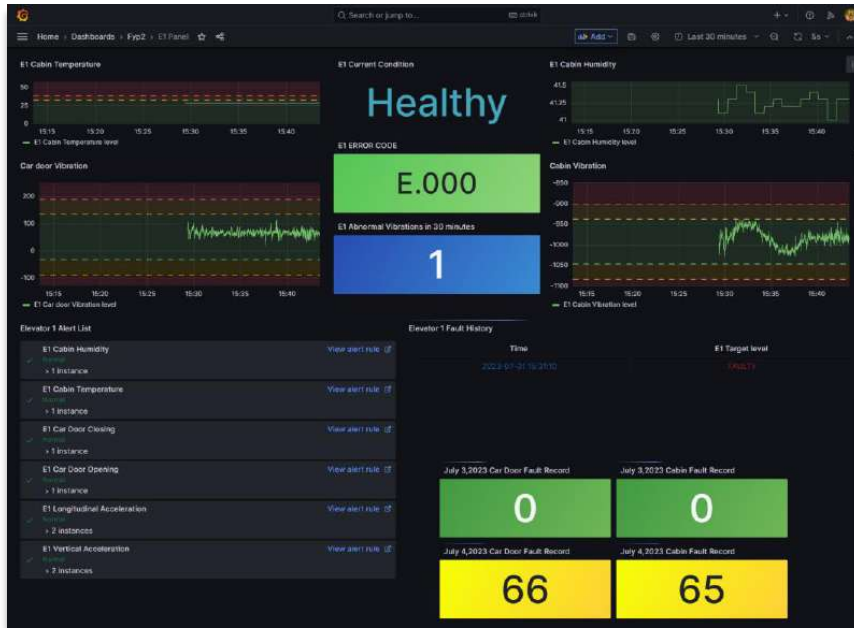 Search or jump to...
Home › Dashboards › Fyp2 › E1 Panel
Add
Last 30 minutes
5s
E1 Cabin Temperature
50
25
0
15:15 15:20 15:25 15:30 15:35 15:40
E1 Cabin Temperature level
E1 Current Condition
Healthy
E1 Cabin Humidity
41.5
41.25
41
15:15 15:20 15:25 15:30 15:35 15:40
E1 Cabin Humidity level
E1 ERROR CODE
E.000
Car door Vibration
200
100
0
-100
15:15 15:20 15:25 15:30 15:35 15:40
E1 Car door Vibration level
E1 Abnormal Vibrations in 30 minutes
1
Cabin Vibration
-850
-900
-950
-1000
-1050
-1100
15:15 15:20 15:25 15:30 15:35 15:40
E1 Cabin Vibration level
Elevator 1 Alert List
E1 Cabin Humidity View alert rule
Normal
› 1 instance
E1 Cabin Temperature View alert rule
Normal
› 1 instance
E1 Car Door Closing View alert rule
Normal
› 1 instance
E1 Car Door Opening View alert rule
Normal
› 1 instance
E1 Longitudinal Acceleration View alert rule
Normal
› 2 instances
E1 Vertical Acceleration View alert rule
Normal
› 2 instances
Elevator 1 Fault History
Time E1 Target level
FAULTY
July 3,2023 Car Door Fault Record
0
July 3,2023 Cabin Fault Record
0
July 4,2023 Car Door Fault Record
66
July 4,2023 Cabin Fault Record
65